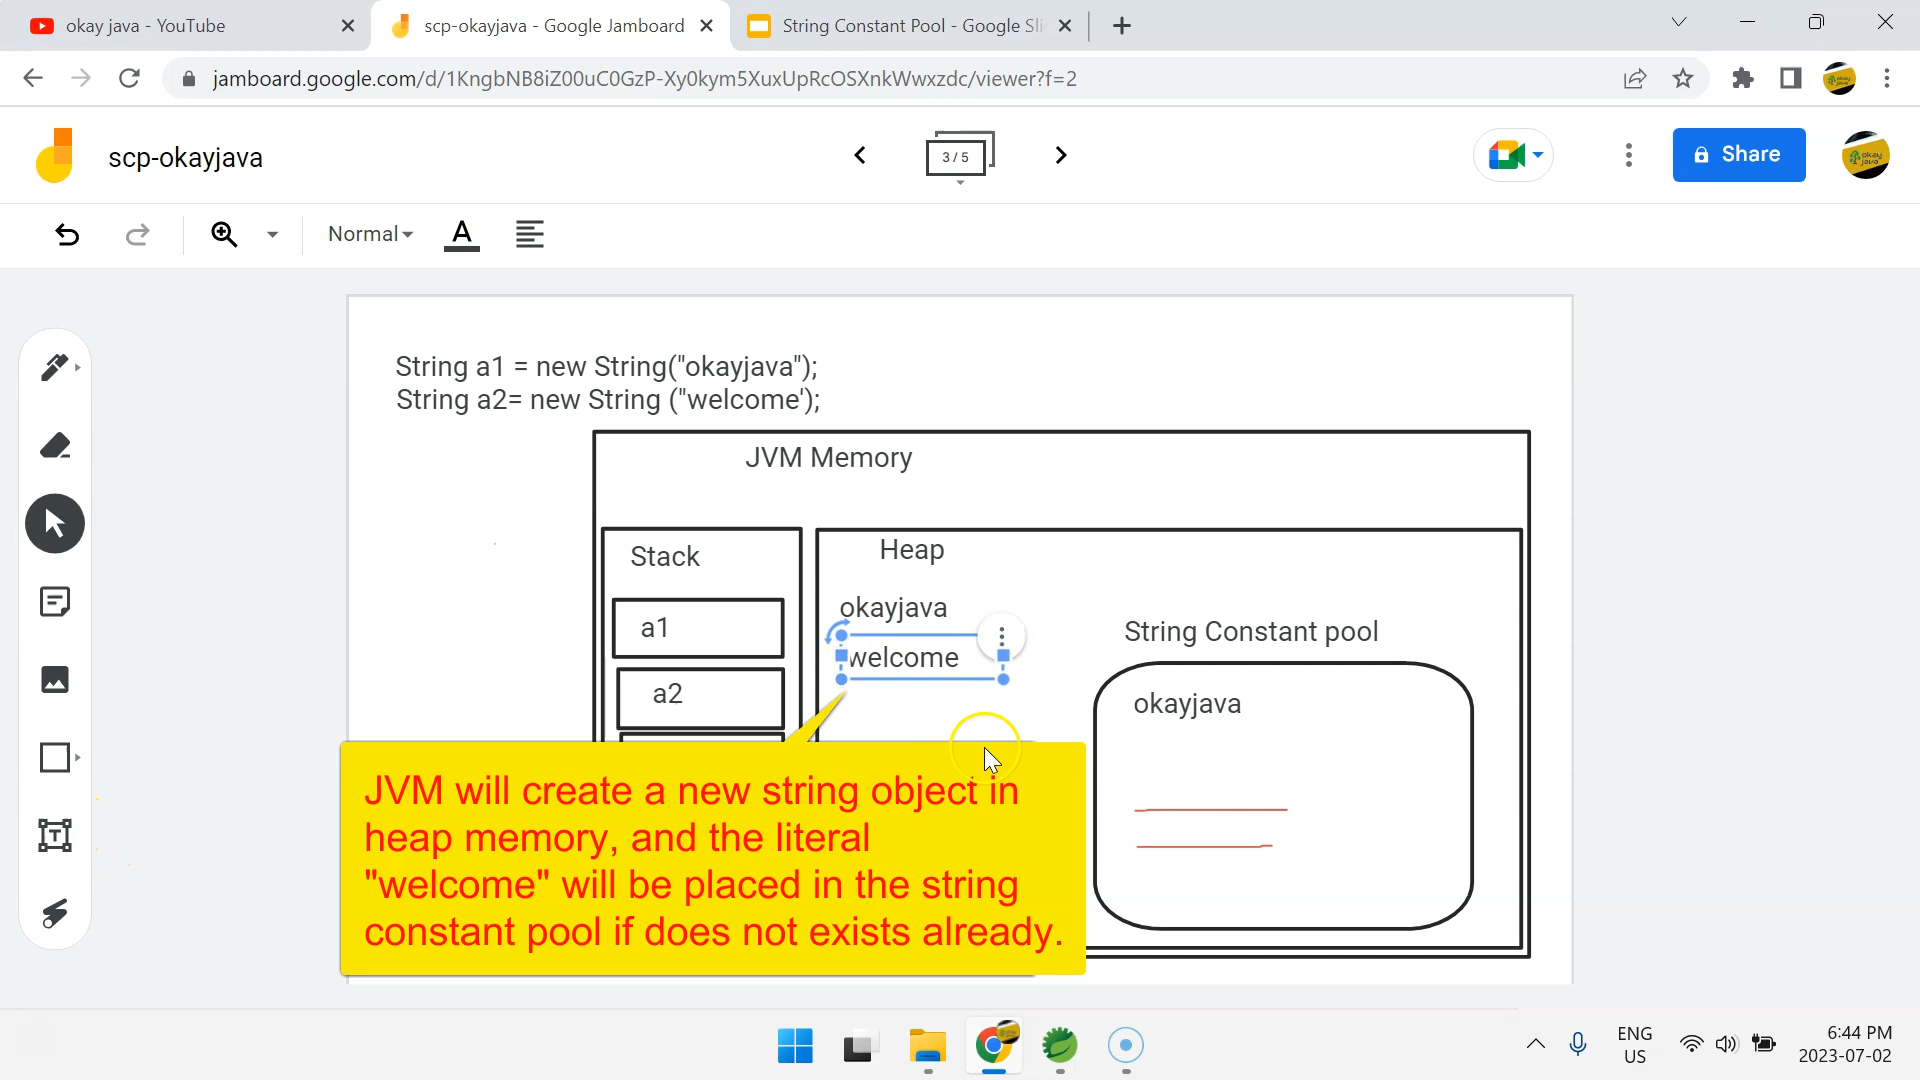 okay java - YouTube
scp-okayjava - Google Jamboard
String Constant Pool - Google Sli
jamboard.google.com/d/1KngbNB8iZ00uC0GzP-Xy0kym5XuxUpRcOSXnkWwxzdc/viewer?f=2
scp-okayjava
3 / 5
Share
Normal
String a1 = new String("okayjava");
String a2= new String ("welcome');
JVM Memory
Stack
Heap
okayjava
a1
String Constant pool
welcome
a2
okayjava
JVM will create a new string object in
heap memory, and the literal
"welcome" will be placed in the string
constant pool if does not exists already.
ENG
US
6:44 PM
2023-07-02